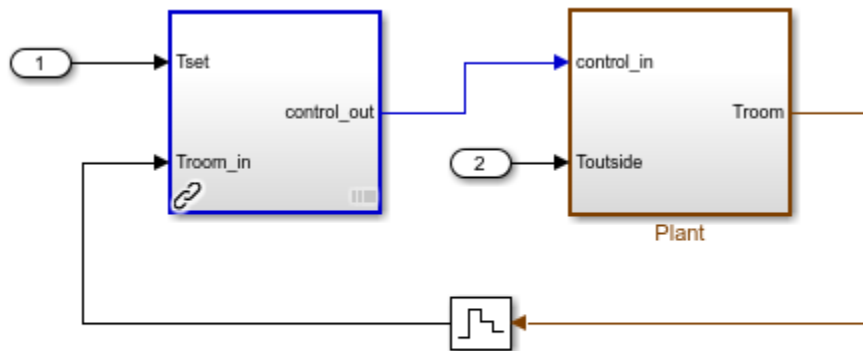 1
Tset
control_out
Troom_in
control_in
Troom
2
Toutside
Plant